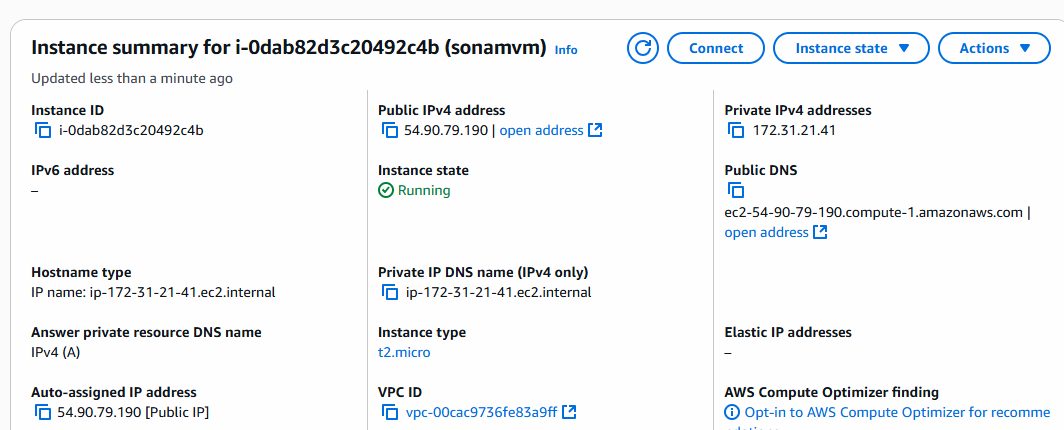 Instance summary for i-0dab82d3c20492c4b (sonamvm) Info
Connect
Instance state
Actions
Updated less than a minute ago
Instance ID
i-0dab82d3c20492c4b
Public IPv4 address
54.90.79.190 | open address
Private IPv4 addresses
172.31.21.41
IPv6 address
–
Instance state
Running
Public DNS
ec2-54-90-79-190.compute-1.amazonaws.com |
open address
Hostname type
IP name: ip-172-31-21-41.ec2.internal
Private IP DNS name (IPv4 only)
ip-172-31-21-41.ec2.internal
Answer private resource DNS name
IPv4 (A)
Instance type
t2.micro
Elastic IP addresses
–
Auto-assigned IP address
54.90.79.190 [Public IP]
VPC ID
vpc-00cac9736fe83a9ff
AWS Compute Optimizer finding
Opt-in to AWS Compute Optimizer for recomme